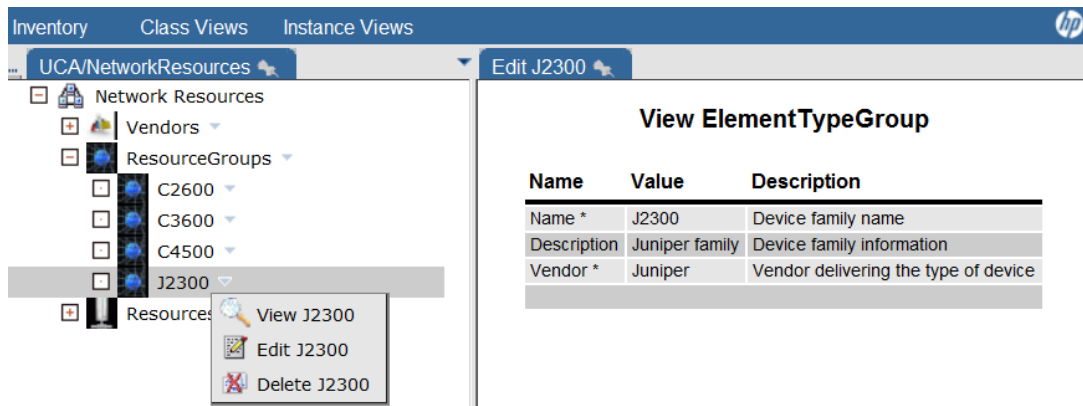 Inventory Class Views Instance Views hp
... UCA/NetworkResources Edit J2300
Network Resources
Vendors
ResourceGroups
C2600
C3600
C4500
J2300
Resources
View J2300
Edit J2300
Delete J2300
View ElementTypeGroup
Name Value Description
Name * J2300 Device family name
Description Juniper family Device family information
Vendor * Juniper Vendor delivering the type of device